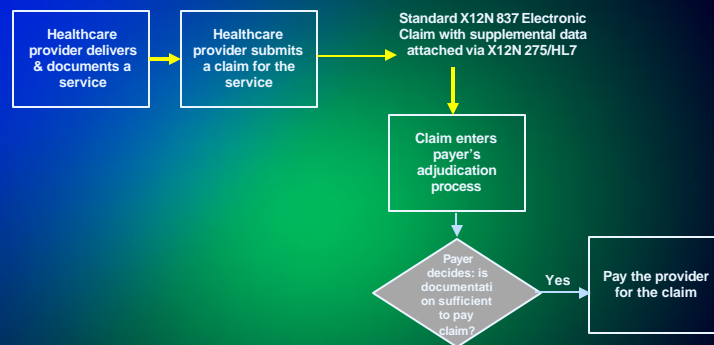 Healthcare
provider delivers
& documents a
service
Healthcare
provider submits
a claim for the
service
Standard X12N 837 Electronic
Claim with supplemental data
attached via X12N 275/HL7
Claim enters
payer's
adjudication
process
Payer
decides: is
documentati
on sufficient
to pay
claim?
Yes
Pay the provider
for the claim